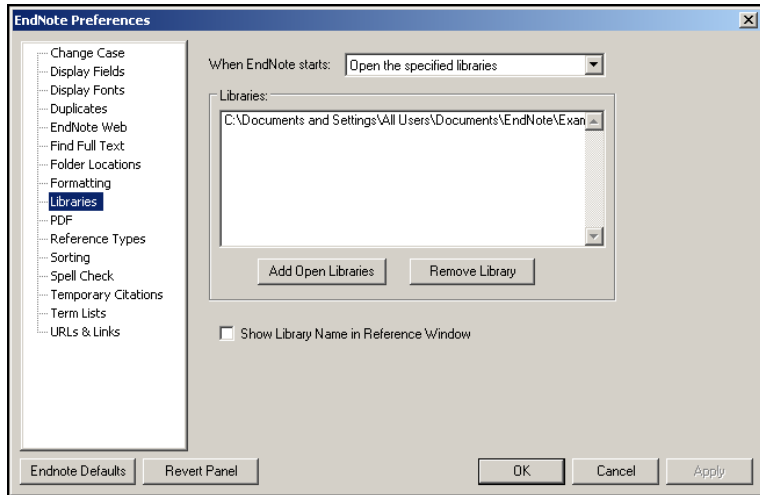 EndNote Preferences
Change Case
Display Fields
Display Fonts
Duplicates
EndNote Web
Find Full Text
Folder Locations
Formatting
Libraries
PDF
Reference Types
Sorting
Spell Check
Temporary Citations
Term Lists
URLs & Links
When EndNote starts: Open the specified libraries
Libraries:
C:\Documents and Settings\All Users\Documents\EndNote\Exan
Add Open Libraries Remove Library
Show Library Name in Reference Window
Endnote Defaults Revert Panel OK Cancel Apply